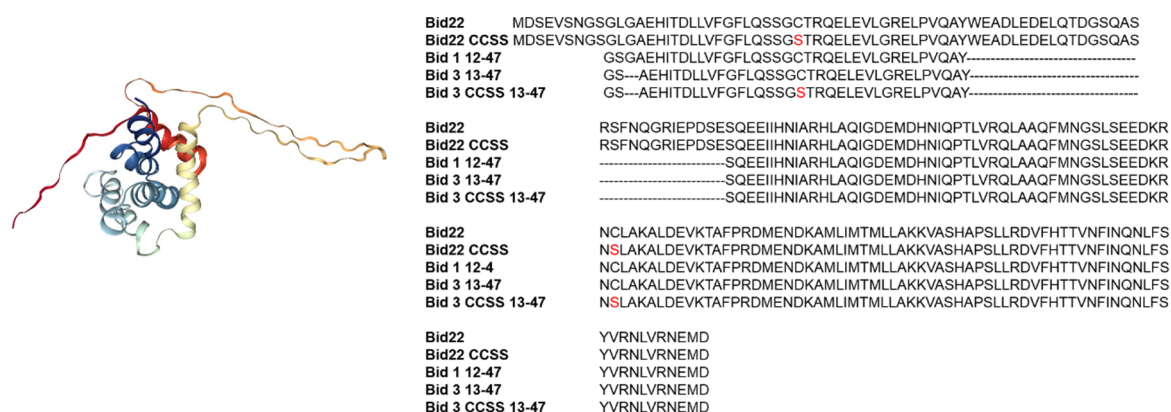 Bid22 MDSEVSNGSGLGAEHITDLLVFGFLQSSGCTRQELEVLGRELPVQAYWEADLEDELQTDGSQAS
Bid22 CCSS MDSEVSNGSGLGAEHITDLLVFGFLQSSGSTRQELEVLGRELPVQAYWEADLEDELQTDGSQAS
Bid 1 12-47 GSGAEHITDLLVFGFLQSSGCTRQELEVLGRELPVQAY-----------------------------------
Bid 3 13-47 GS---AEHITDLLVFGFLQSSGCTRQELEVLGRELPVQAY-----------------------------------
Bid 3 CCSS 13-47 GS---AEHITDLLVFGFLQSSGSTRQELEVLGRELPVQAY-----------------------------------
Bid22 RSFNQGRIEPDSESQEEIIHNIARHLAQIGDEMDHNIQPTLVRQLAAQFMNGSLSEEDKR
Bid22 CCSS RSFNQGRIEPDSESQEEIIHNIARHLAQIGDEMDHNIQPTLVRQLAAQFMNGSLSEEDKR
Bid 1 12-47 --------------------------SQEEIIHNIARHLAQIGDEMDHNIQPTLVRQLAAQFMNGSLSEEDKR
Bid 3 13-47 --------------------------SQEEIIHNIARHLAQIGDEMDHNIQPTLVRQLAAQFMNGSLSEEDKR
Bid 3 CCSS 13-47 --------------------------SQEEIIHNIARHLAQIGDEMDHNIQPTLVRQLAAQFMNGSLSEEDKR
Bid22 NCLAKALDEVKTAFPRDMENDKAMLIMTMLLAKKVASHAPSLLRDVFHTTVNFINQNLFS
Bid22 CCSS NSLAKALDEVKTAFPRDMENDKAMLIMTMLLAKKVASHAPSLLRDVFHTTVNFINQNLFS
Bid 1 12-4 NCLAKALDEVKTAFPRDMENDKAMLIMTMLLAKKVASHAPSLLRDVFHTTVNFINQNLFS
Bid 3 13-47 NCLAKALDEVKTAFPRDMENDKAMLIMTMLLAKKVASHAPSLLRDVFHTTVNFINQNLFS
Bid 3 CCSS 13-47 NSLAKALDEVKTAFPRDMENDKAMLIMTMLLAKKVASHAPSLLRDVFHTTVNFINQNLFS
Bid22 YVRNLVRNEMD
Bid22 CCSS YVRNLVRNEMD
Bid 1 12-47 YVRNLVRNEMD
Bid 3 13-47 YVRNLVRNEMD
Bid 3 CCSS 13-47 YVRNLVRNEMD